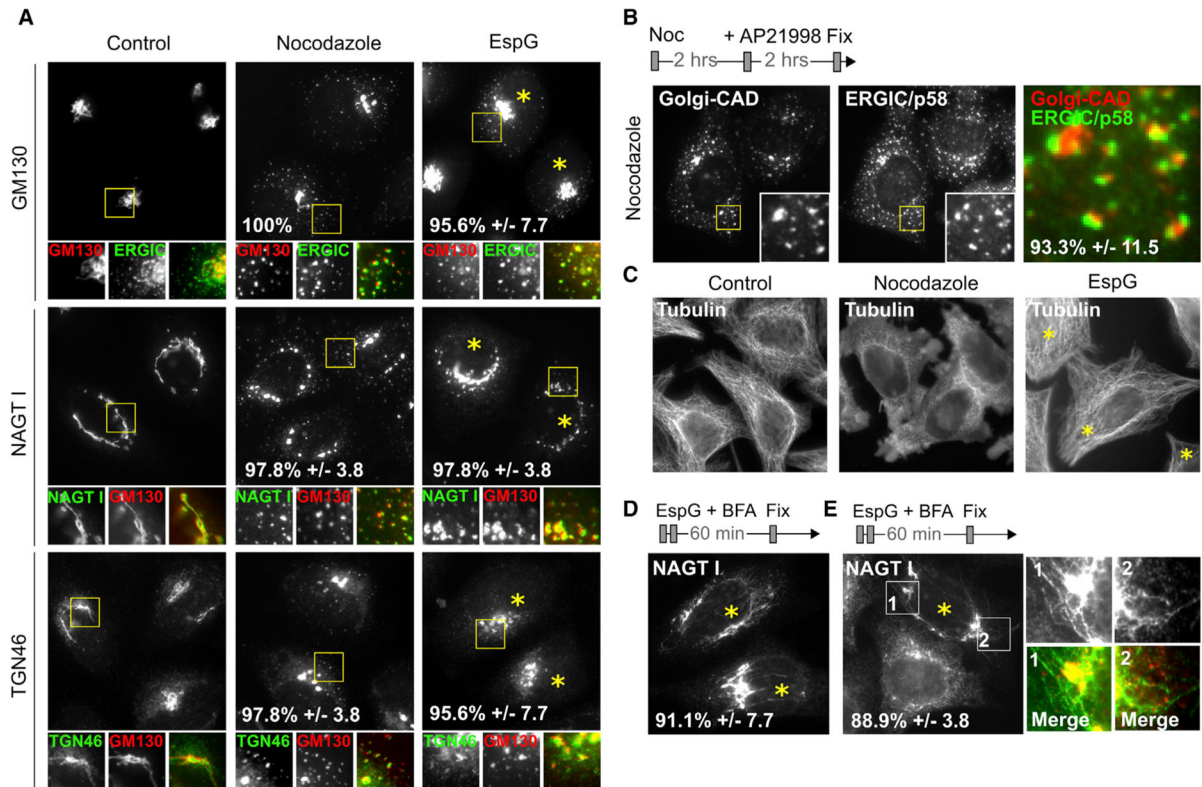 A
Control
Nocodazole
EspG
GM130
100%
95.6% +/- 7.7
GM130 ERGIC
GM130 ERGIC
GM130 ERGIC
NAGT I
97.8% +/- 3.8
97.8% +/- 3.8
NAGT I GM130
NAGT I GM130
NAGT I GM130
TGN46
97.8% +/- 3.8
95.6% +/- 7.7
TGN46 GM130
TGN46 GM130
TGN46 GM130
B
Noc + AP21998 Fix
2 hrs 2 hrs
Nocodazole
Golgi-CAD
ERGIC/p58
Golgi-CAD
ERGIC/p58
93.3% +/- 11.5
C
Control
Nocodazole
EspG
Tubulin
Tubulin
Tubulin
D
EspG + BFA Fix
60 min
NAGT I
91.1% +/- 7.7
E
EspG + BFA Fix
60 min
NAGT I
1
2
88.9% +/- 3.8
1
2
1
Merge
2
Merge